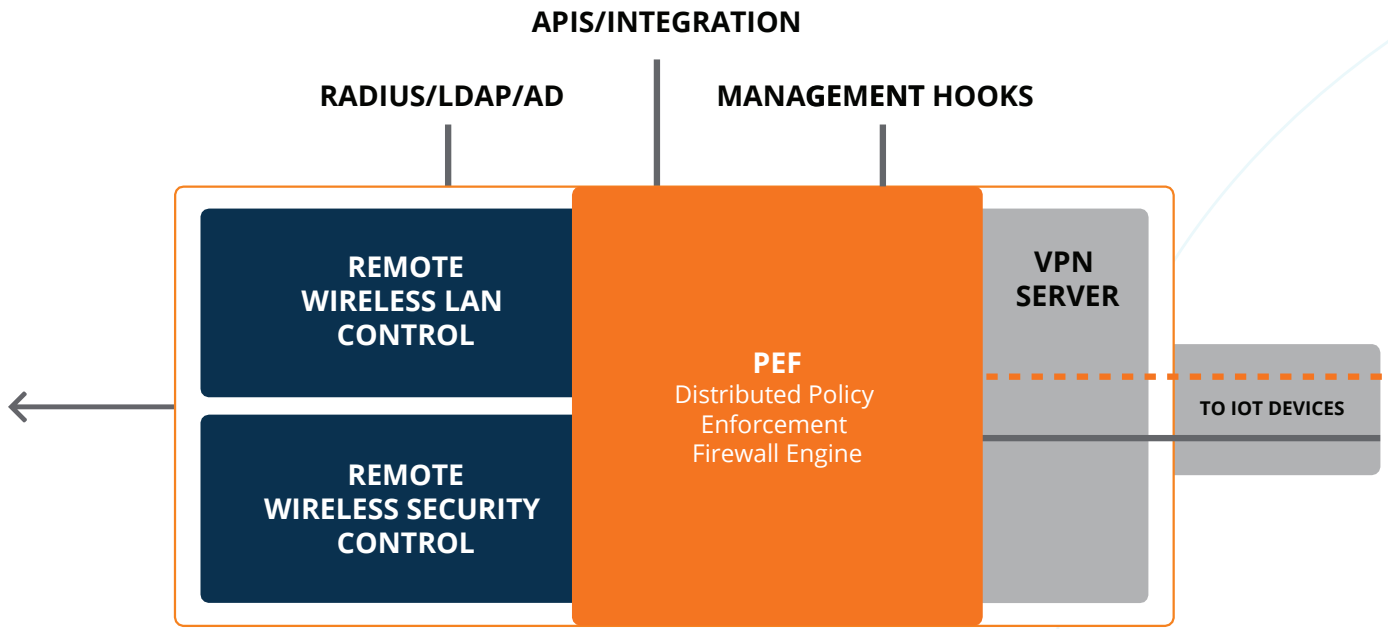 APIS/INTEGRATION
RADIUS/LDAP/AD
MANAGEMENT HOOKS
REMOTE
WIRELESS LAN
CONTROL
REMOTE
WIRELESS SECURITY
CONTROL
PEF
Distributed Policy
Enforcement
Firewall Engine
VPN
SERVER
TO IOT DEVICES